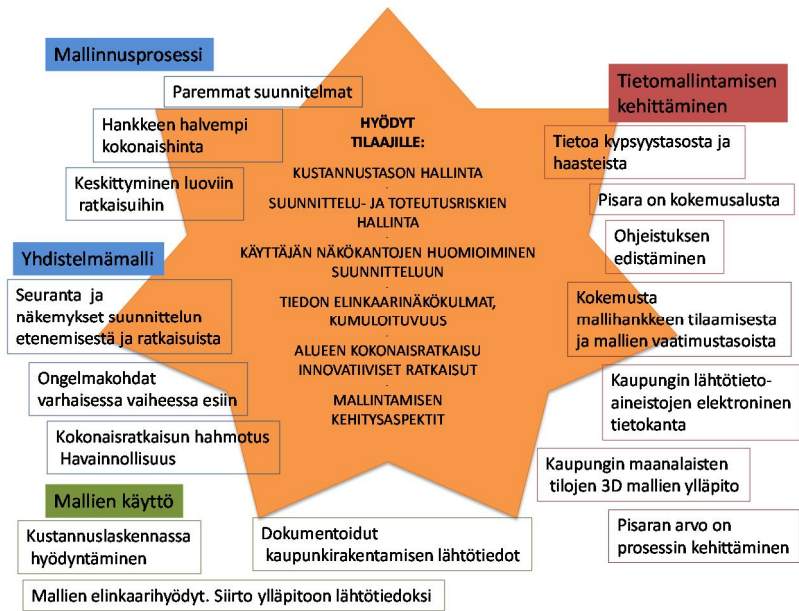 Mallinnusprosessi
Paremmat suunnitelmat
Hankkeen halvempi
kokonaishinta
Keskittyminen luoviin
ratkaisuihin
Yhdistelmämalli
Seuranta ja
näkemykset suunnittelun
etenemisestä ja ratkaisuista
Ongelmakohdat
varhaisessa vaiheessa esiin
Kokonaisratkaisun hahmotus
Havainnollisuus
Mallien käyttö
Kustannuslaskennassa
hyödyntäminen
Mallien elinkaarihyödyt. Siirto ylläpitoon lähtötiedoksi
Dokumentoidut
kaupunkirakentamisen lähtötiedot
HYÖDYT
TILAAJILLE:
KUSTANNUSTASON HALLINTA
SUUNNITTELU- JA TOTEUTUSRISKIEN
HALLINTA
KÄYTTÄJÄN NÄKÖKANTOJEN HUOMIOIMINEN
SUUNNITTELUUN
TIEDON ELINKAARINÄKÖKULMAT,
KUMULOITUVUUS
ALUEEN KOKONAISRATKAISU
INNOVATIIVISET RATKAISUT
MALLINTAMISEN
KEHITYSASPEKTIT
Tietomallintamisen
kehittäminen
Tietoa kypsyystasosta ja
haasteista
Pisara on kokemusalusta
Ohjeistuksen
edistäminen
Kokemusta
mallihankkeen tilaamisesta
ja mallien vaatimustasoista
Kaupungin lähtötieto-
aineistojen elektroninen
tietokanta
Kaupungin maanalaisten
tilojen 3D mallien ylläpito
Pisaran arvo on
prosessin kehittäminen